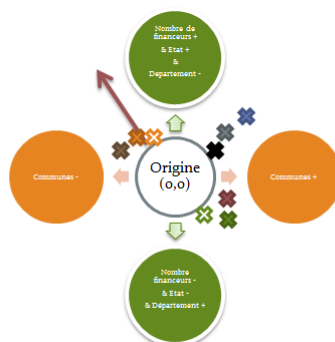 Nombre de
financeurs +
& Etat +
&
Département -
Communes -
Origine
(0,0)
Communes +
Nombre
financeurs -
& Etat -
& Département +